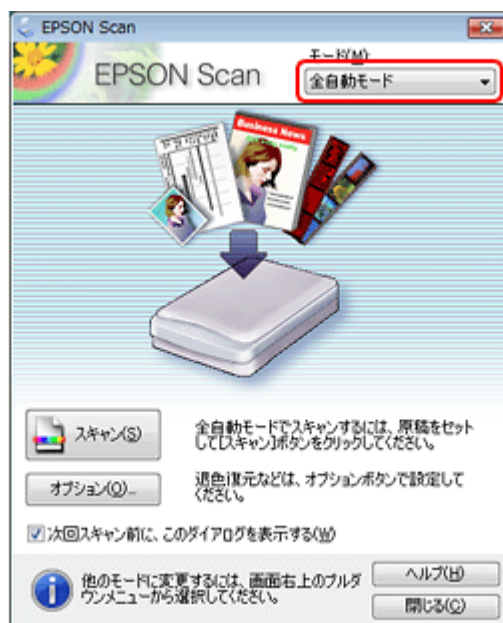 EPSON Scan
モード(M)
EPSON Scan
全自動モード
Business News
スキャン(S)
全自動モードでスキャンするには、原稿をセット
して[スキャン]ボタンをクリックしてください。
オプション(O)...
退色復元などは、オプションボタンで設定して
ください。
次回スキャン前に、このダイアログを表示する(W)
他のモードに変更するには、画面右上のプルダ
ウンメニューから選択してください。
ヘルプ(H)
閉じる(C)